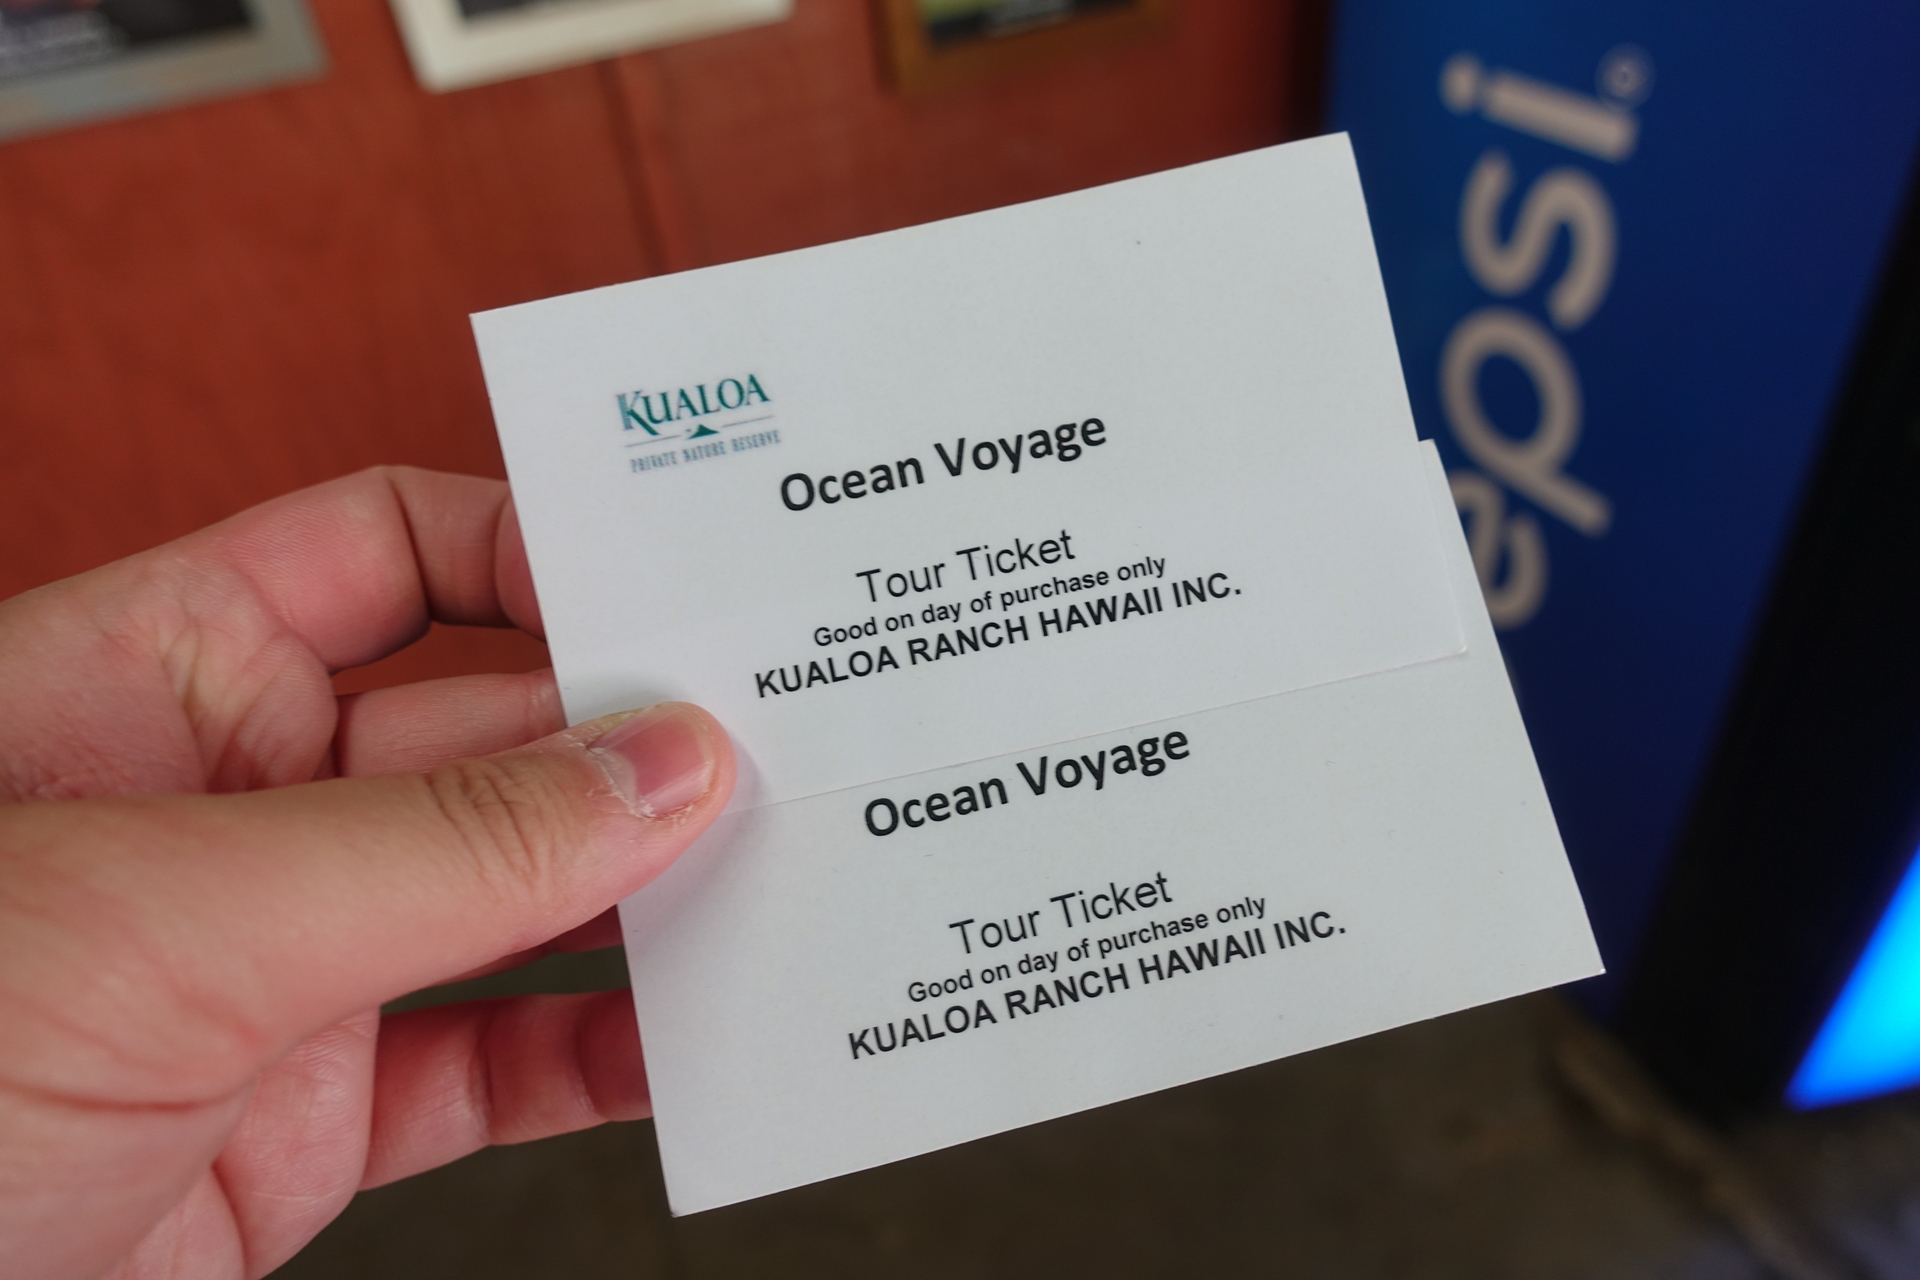 KUALOA
PRIVATE NATURE RESERVE
Ocean Voyage
Tour Ticket
Good on day of purchase only
KUALOA RANCH HAWAII INC.
Ocean Voyage
Tour Ticket
Good on day of purchase only
KUALOA RANCH HAWAII INC.
epsi®